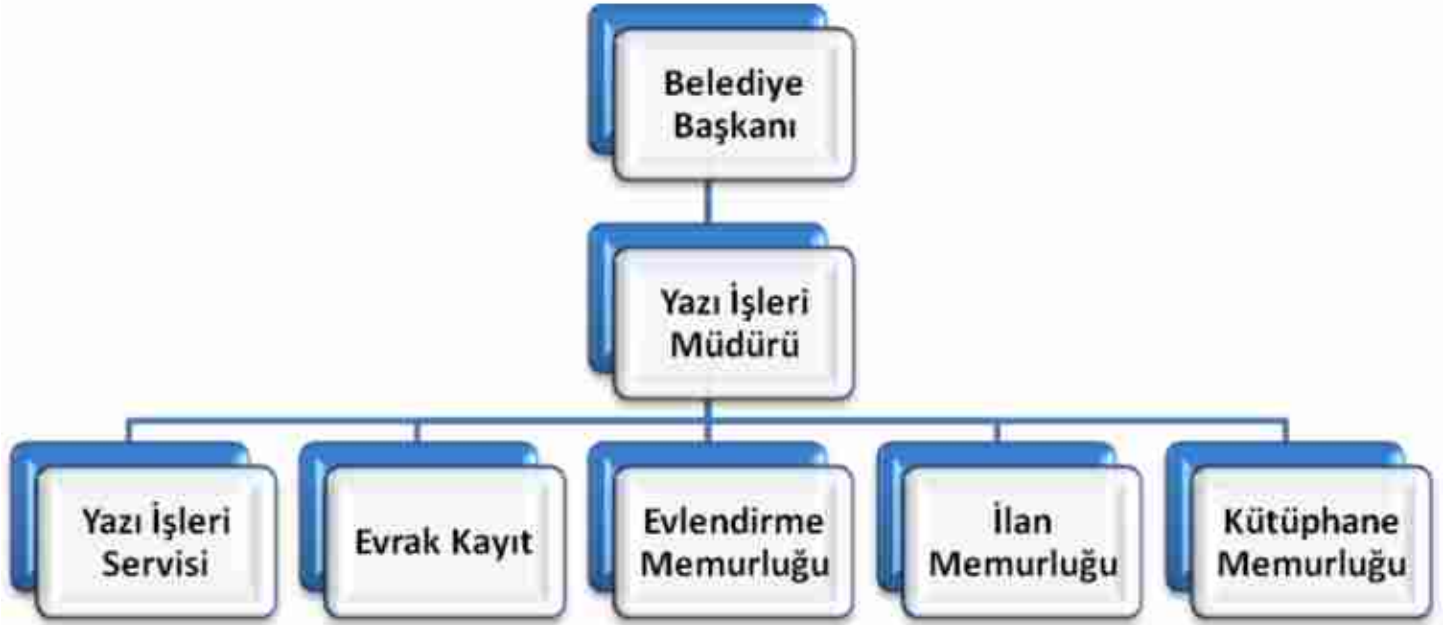 Belediye
Başkanı
Yazı İşleri
Müdürü
Yazı İşleri
Servisi
Evrak Kayıt
Evlendirme
Memurluğu
İlan
Memurluğu
Kütüphane
Memurluğu